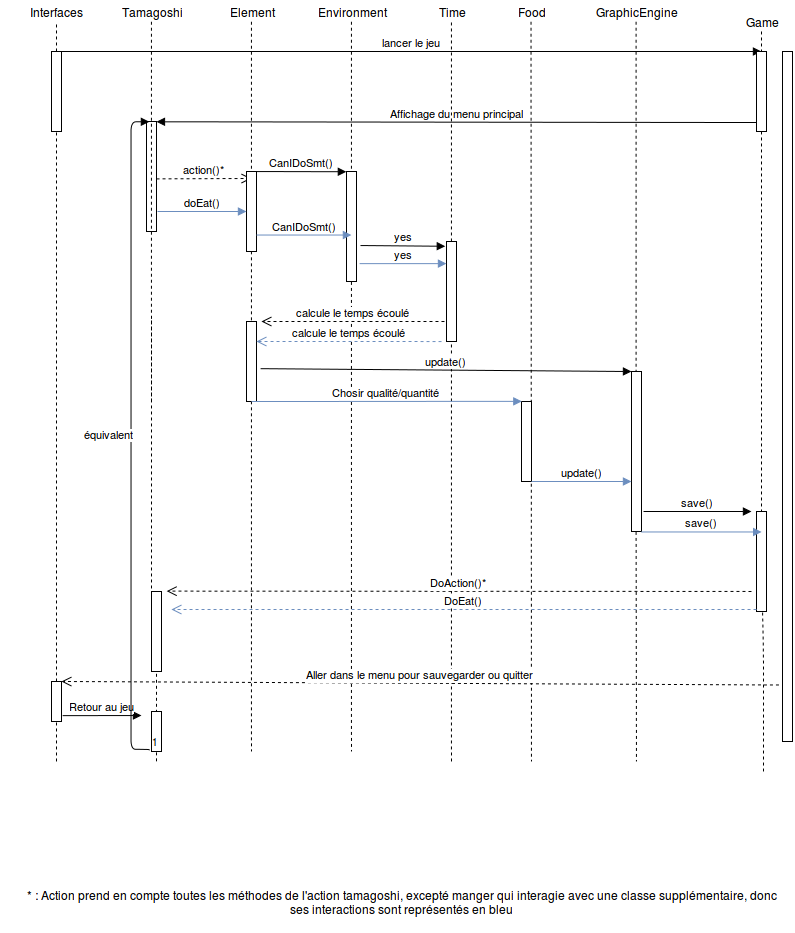 Interfaces
Tamagoshi
Element
Environment
Time
Food
GraphicEngine
Game
lancer le jeu
Affichage du menu principal
action()*
CanIDoSmt()
doEat()
CanIDoSmt()
yes
yes
calcule le temps écoulé
calcule le temps écoulé
update()
Chosir qualité/quantité
équivalent
update()
save()
save()
DoAction()*
DoEat()
Aller dans le menu pour sauvegarder ou quitter
Retour au jeu
1
* : Action prend en compte toutes les méthodes de l'action tamagoshi, excepté manger qui interagie avec une classe supplémentaire, donc
ses interactions sont représentés en bleu